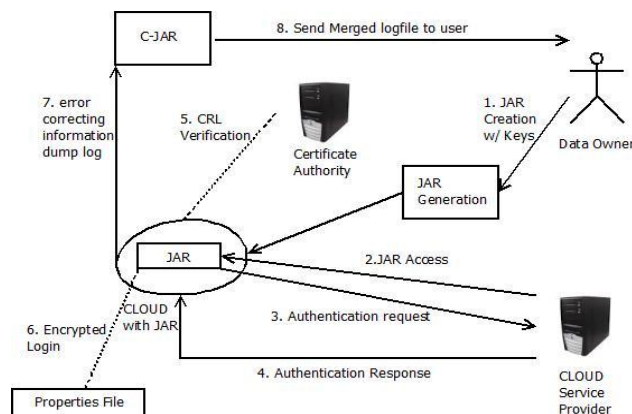 C-JAR
8. Send Merged logfile to user
7. error
correcting
information
dump log
5. CRL
Verification
Certificate
Authority
1. JAR
Creation
w/ Keys
Data Owner
JAR
Generation
JAR
2.JAR Access
CLOUD
with JAR
3. Authentication request
6. Encrypted
Login
4. Authentication Response
CLOUD
Service
Provider
Properties File